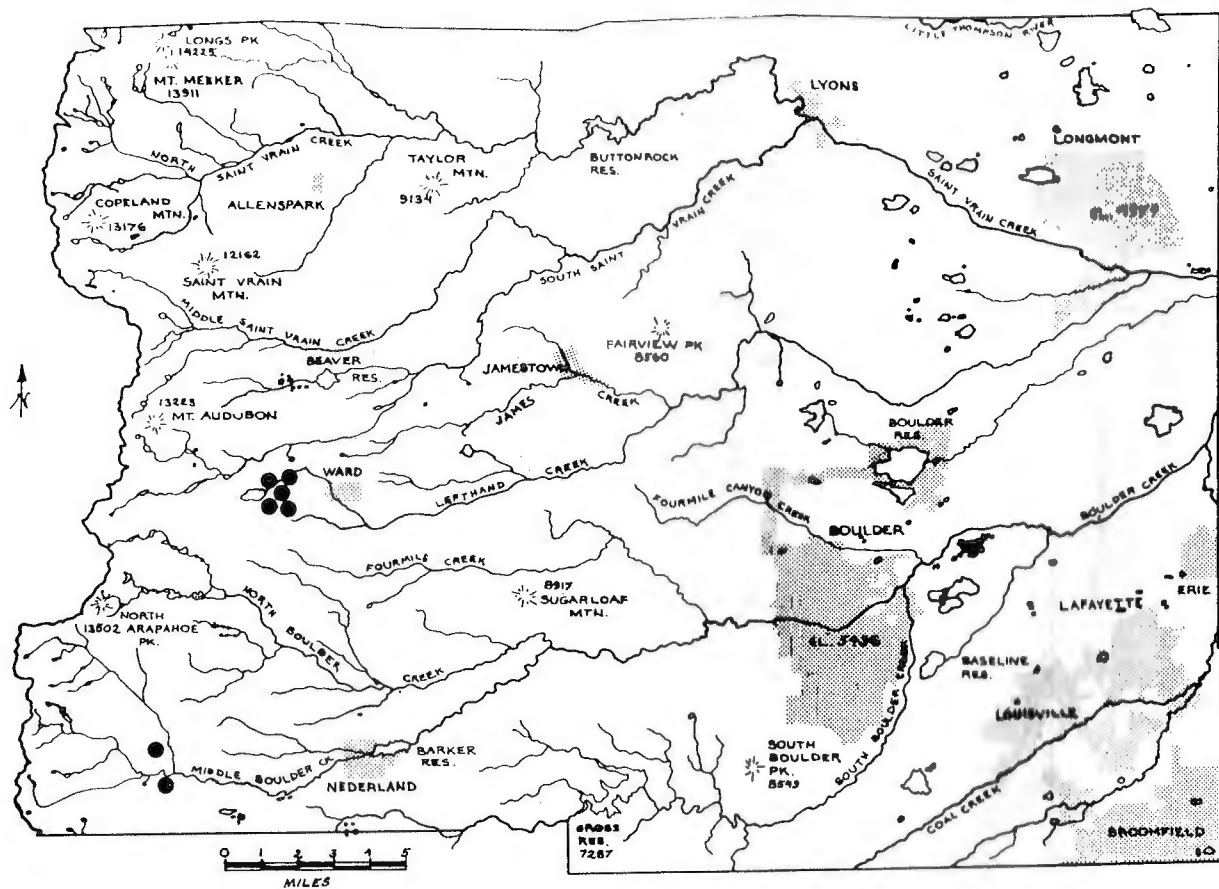 LITTLE THOMPSON RIVER
LONGS PK
14225
MT. MEEKER
13911
LYONS
LONGMONT
NORTH SAINT VRAIN CREEK
TAYLOR
MTN.
9134
BUTTONROCK
RES.
COPELAND
MTN.
13176
ALLENSPARK
SAINT VRAIN CREEK
12162
SAINT VRAIN
MTN.
SOUTH SAINT VRAIN CREEK
MIDDLE SAINT VRAIN CREEK
FAIRVIEW PK
8560
BEAVER
RES.
JAMESTOWN
JAMES CREEK
13223
MT. AUDUBON
BOULDER
RES.
WARD
LEFTHAND CREEK
FOURMILE CANYON CREEK
BOULDER CREEK
BOULDER
FOURMILE CREEK
8917
SUGARLOAF
MTN.
ERIE
LAFAYETTE
NORTH
13502 ARAPAHOE
PK.
NORTH BOULDER CREEK
EL. 5436
BASELINE
RES.
LOUISVILLE
SOUTH BOULDER CREEK
MIDDLE BOULDER CK.
BARKER
RES.
NEDERLAND
SOUTH
BOULDER
PK.
8549
COAL CREEK
GROSS
RES.
7287
BROOMFIELD
N
0 1 2 3 4 5
MILES